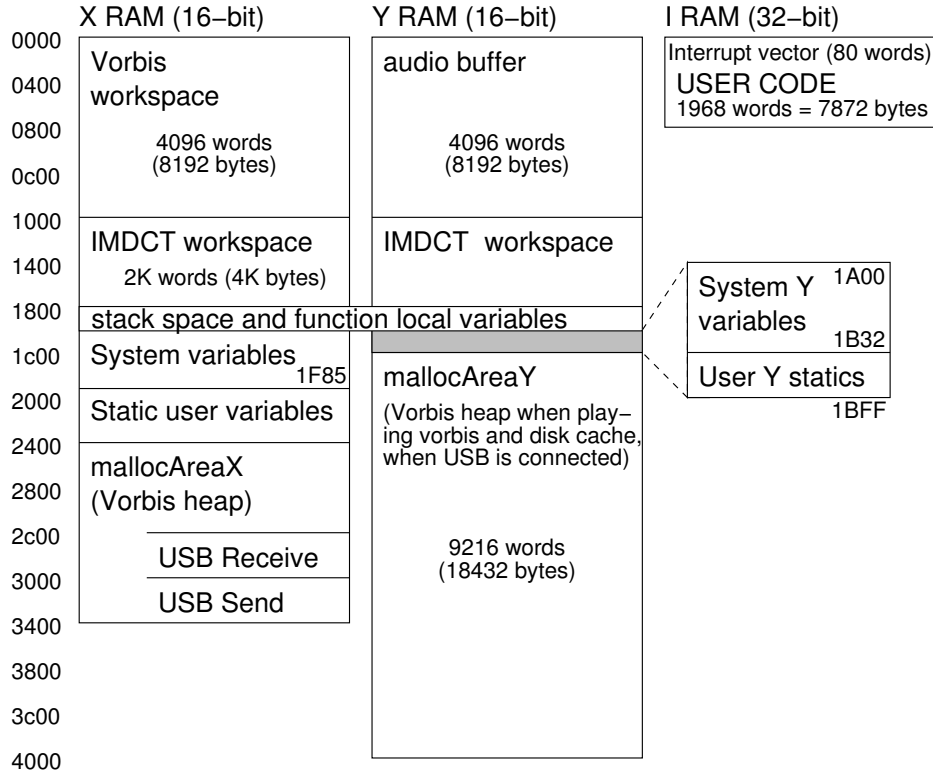 X RAM (16−bit)
Y RAM (16−bit)
I RAM (32−bit)
0000
0400
0800
0c00
1000
1400
1800
1c00
2000
2400
2800
2c00
3000
3400
3800
3c00
4000
Vorbis
workspace
4096 words
(8192 bytes)
IMDCT workspace
2K words (4K bytes)
stack space and function local variables
System variables
1F85
Static user variables
mallocAreaX
(Vorbis heap)
USB Receive
USB Send
audio buffer
4096 words
(8192 bytes)
IMDCT workspace
mallocAreaY
(Vorbis heap when play−
ing vorbis and disk cache,
when USB is connected)
9216 words
(18432 bytes)
Interrupt vector (80 words)
USER CODE
1968 words = 7872 bytes
System Y 1A00
variables
1B32
User Y statics
1BFF